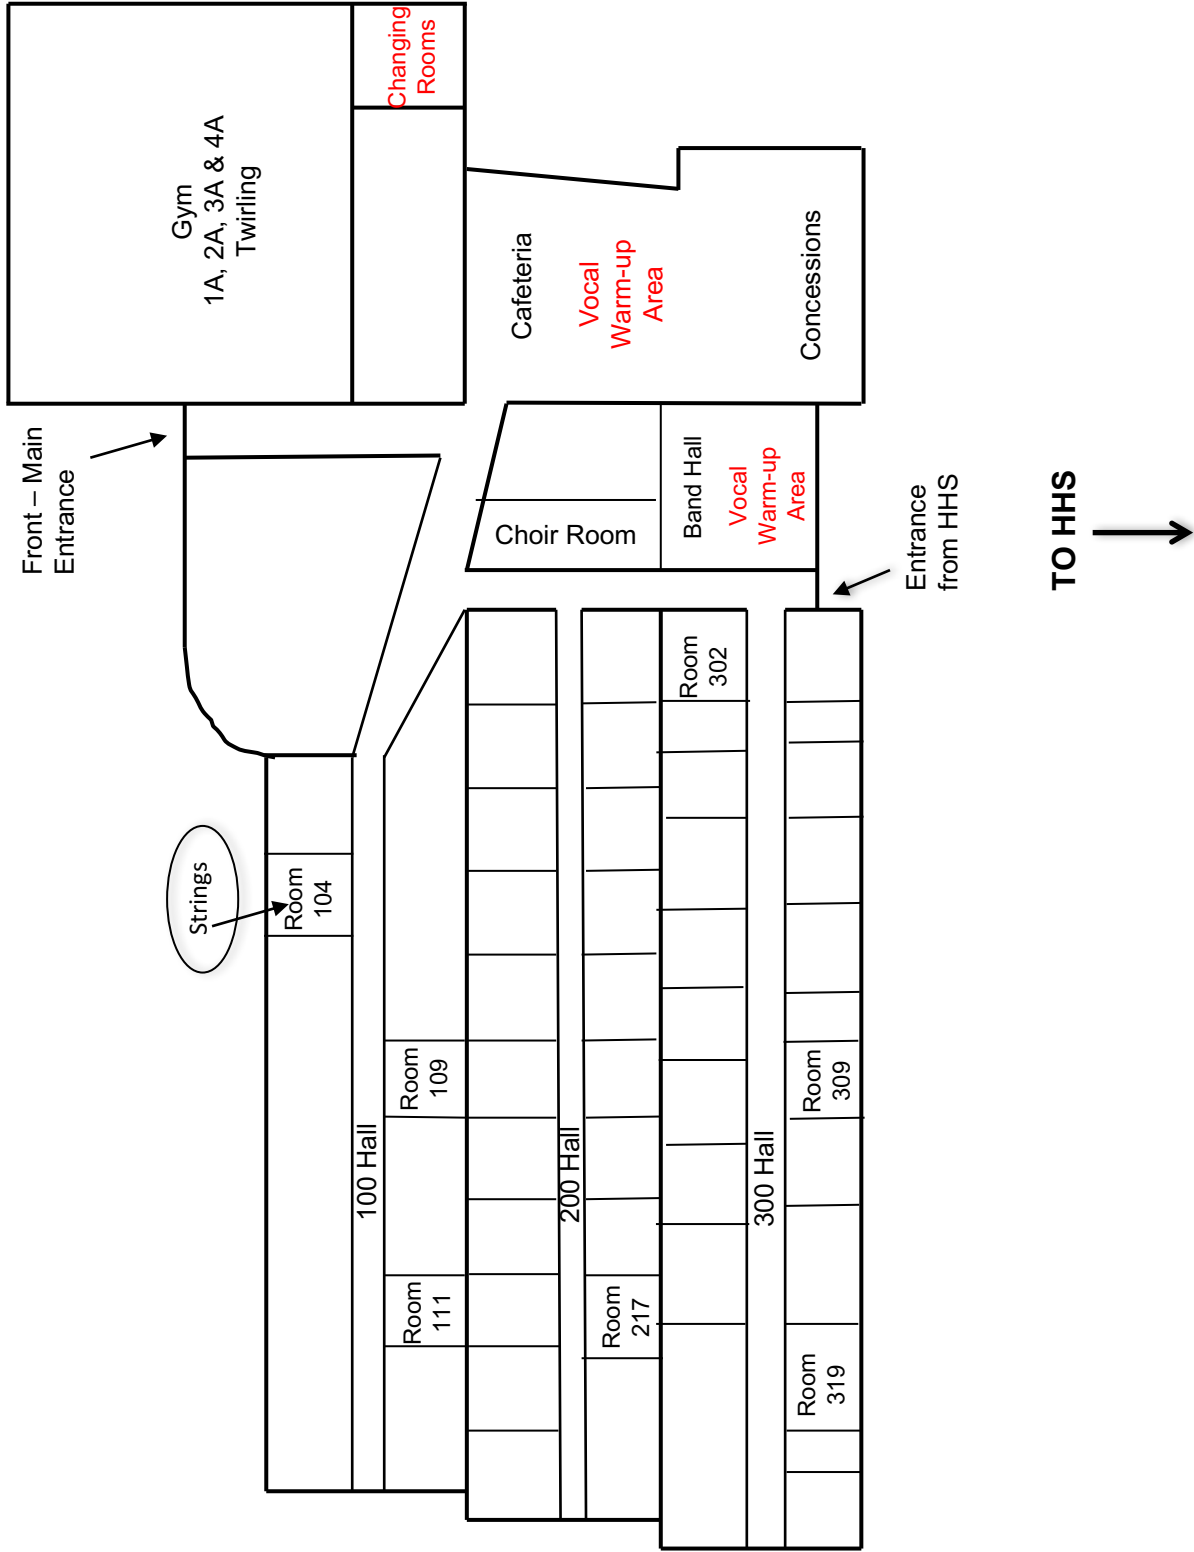 Front – Main
Entrance
Gym
1A, 2A, 3A & 4A
Twirling
Changing
Rooms
Strings
Room
104
100 Hall
Room
109
Room
111
Cafeteria
Vocal
Warm-up
Area
Concessions
Choir Room
Band Hall
Vocal
Warm-up
Area
200 Hall
Room
217
Room
302
300 Hall
Room
309
Room
319
Entrance
from HHS
TO HHS